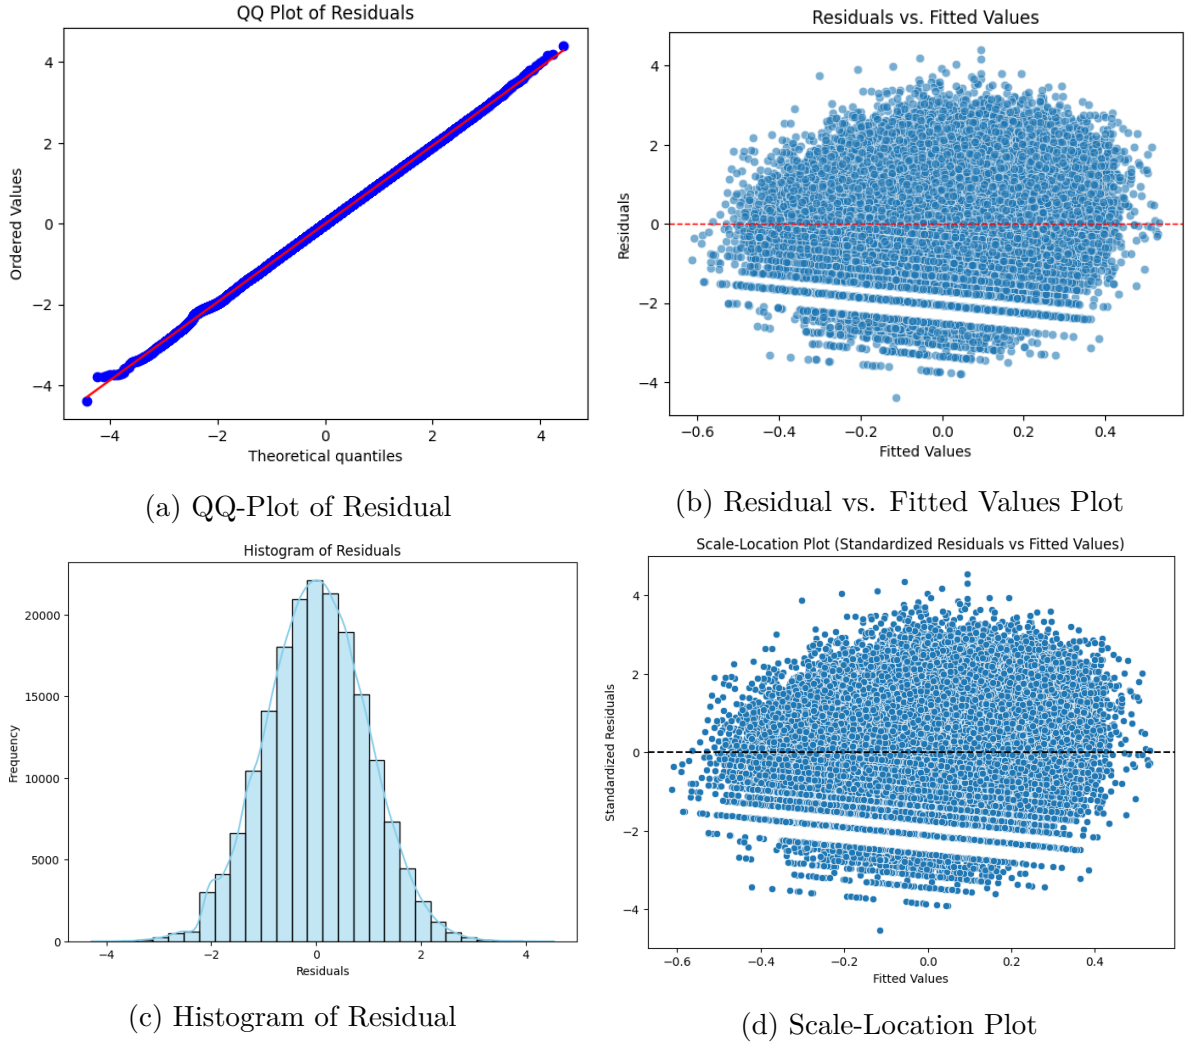 QQ Plot of Residuals
Ordered Values
4
2
0
−2
−4
−4
−2
0
2
4
Theoretical quantiles
(a) QQ-Plot of Residual
Residuals vs. Fitted Values
Residuals
4
2
0
−2
−4
−0.6
−0.4
−0.2
0.0
0.2
0.4
Fitted Values
(b) Residual vs. Fitted Values Plot
Histogram of Residuals
Frequency
20000
15000
10000
5000
0
−4
−2
0
2
4
Residuals
(c) Histogram of Residual
Scale-Location Plot (Standardized Residuals vs Fitted Values)
Standardized Residuals
4
2
0
−2
−4
−0.6
−0.4
−0.2
0.0
0.2
0.4
Fitted Values
(d) Scale-Location Plot